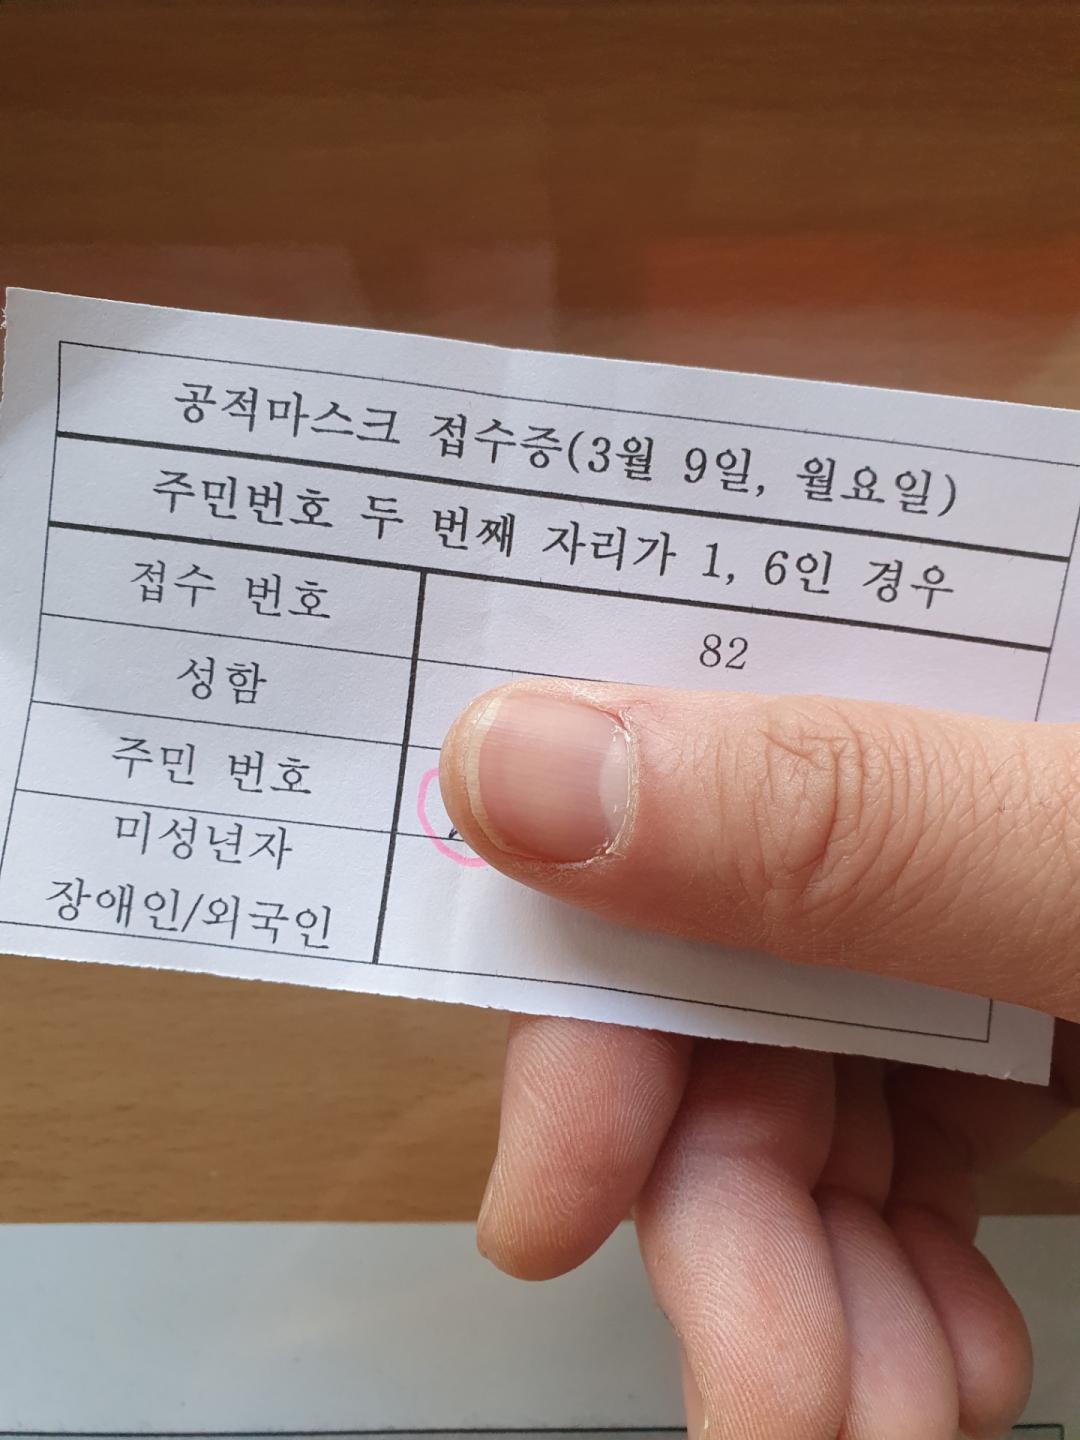 공적마스크 접수증(3월 9일, 월요일)
주민번호 두 번째 자리가 1, 6인 경우
접수 번호 82
성함
주민 번호
미성년자
장애인/외국인